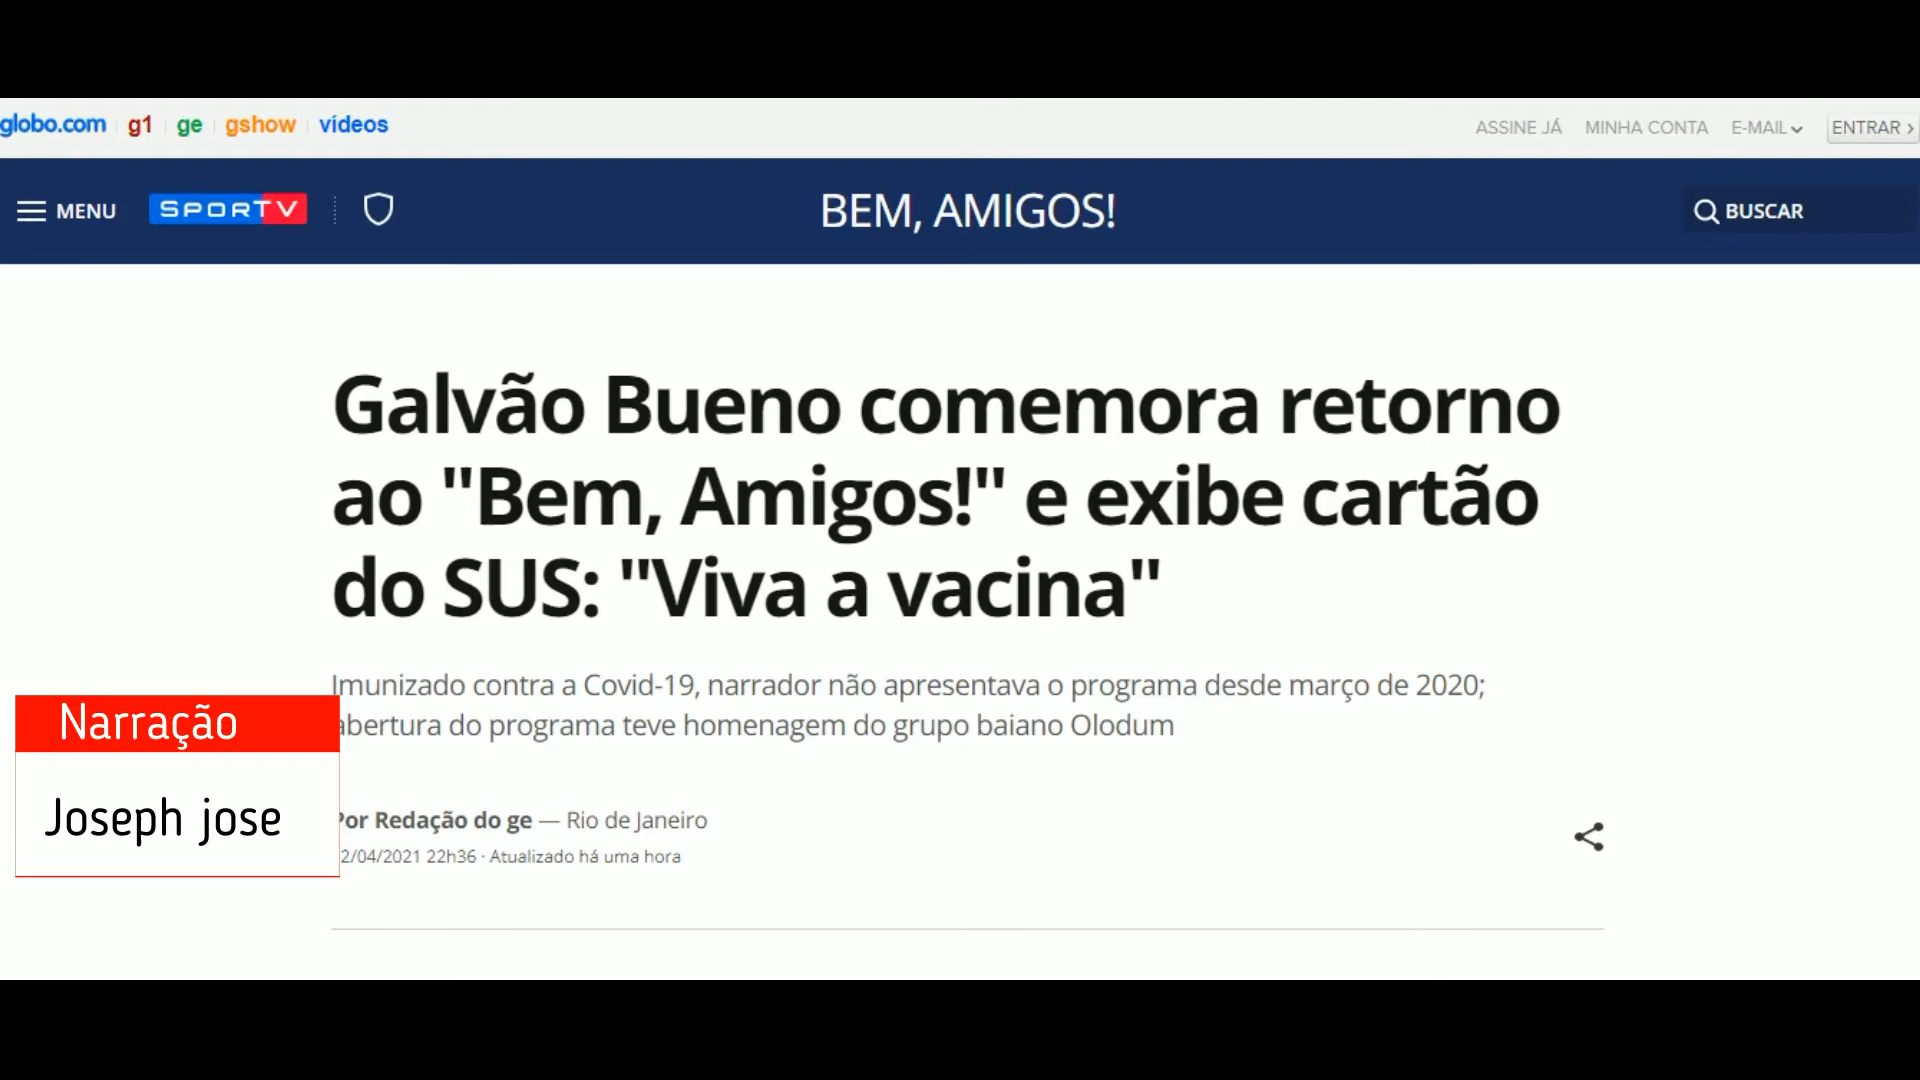 globo.com g1 ge gshow vídeos ASSINE JÁ MINHA CONTA E-MAIL ENTRAR ›
MENU SPORTV BEM, AMIGOS! BUSCAR
Galvão Bueno comemora retorno
ao "Bem, Amigos!" e exibe cartão
do SUS: "Viva a vacina"
Imunizado contra a Covid-19, narrador não apresentava o programa desde março de 2020;
abertura do programa teve homenagem do grupo baiano Olodum
Narração
Joseph jose
Por Redação do ge — Rio de Janeiro
2/04/2021 22h36 · Atualizado há uma hora